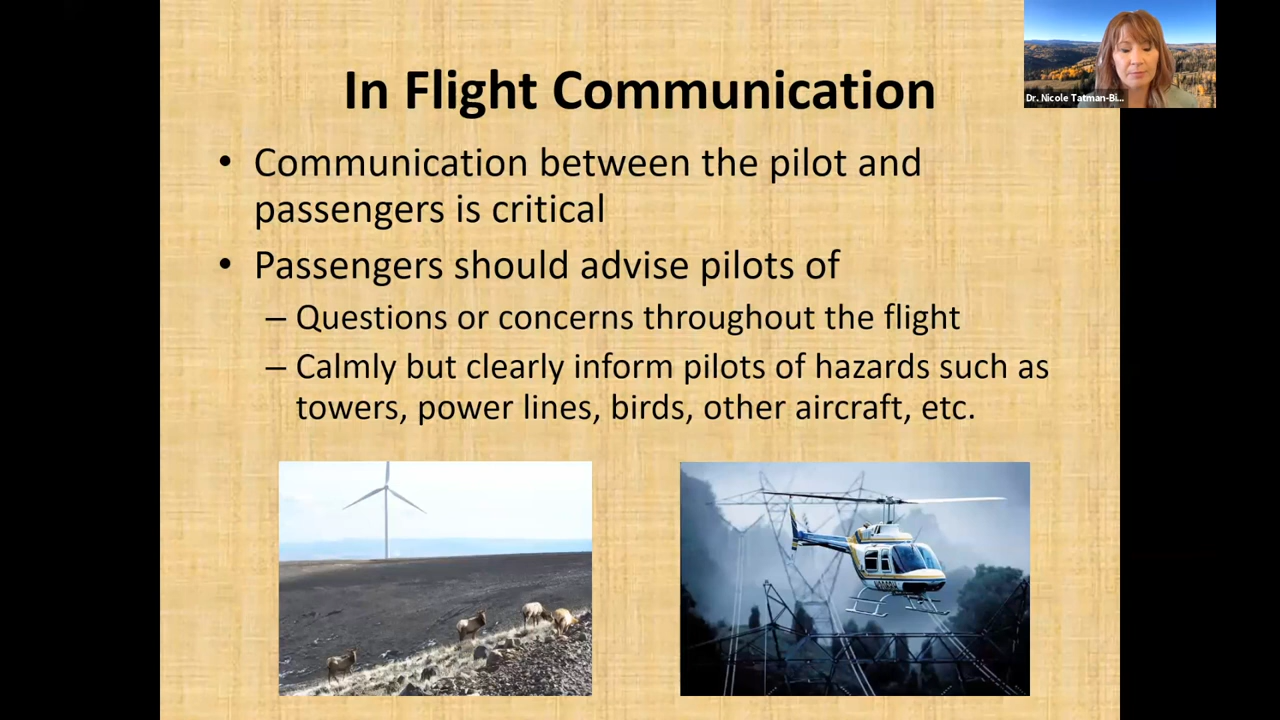 In Flight Communication
Dr. Nicole Tatman-Bi...
• Communication between the pilot and
passengers is critical
• Passengers should advise pilots of
– Questions or concerns throughout the flight
– Calmly but clearly inform pilots of hazards such as
towers, power lines, birds, other aircraft, etc.